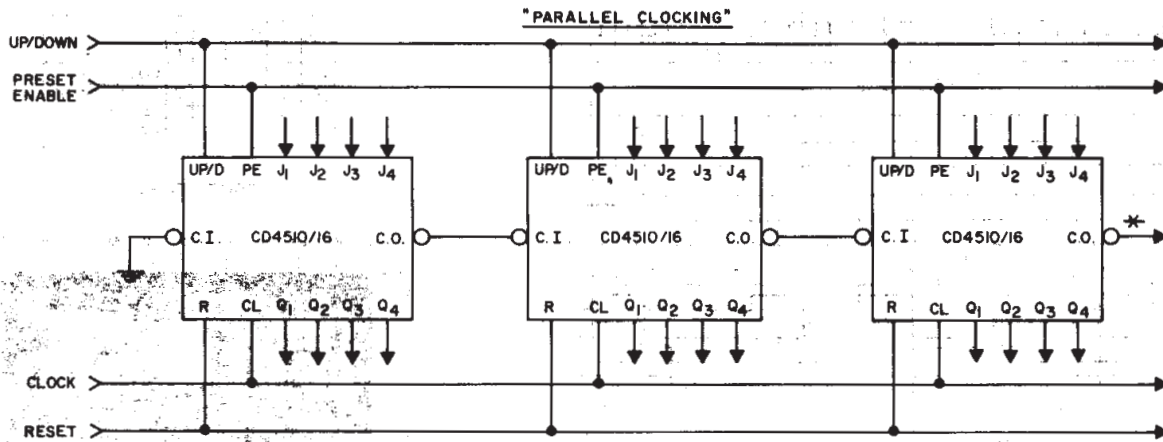 "PARALLEL CLOCKING"
UP/DOWN
PRESET
ENABLE
UP/D PE J1 J2 J3 J4
UP/D PE J1 J2 J3 J4
UP/D PE J1 J2 J3 J4
C.I. CD4510/16 C.O.
C.I CD4510/16 C.O.
C.I. CD4510/16 C.O.
*
R CL Q1 Q2 Q3 Q4
R CL Q1 Q2 Q3 Q4
R CL Q1 Q2 Q3 Q4
CLOCK
RESET